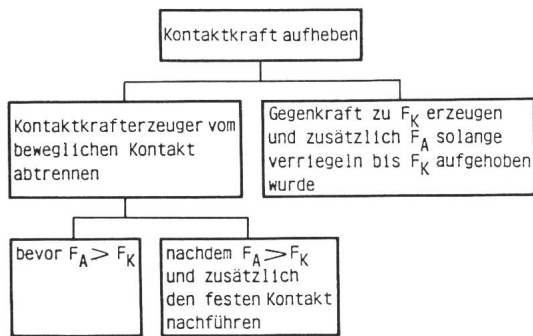 Kontaktkraft aufheben
Kontaktkrafterzeuger vom
beweglichen Kontakt
abtrennen
Gegenkraft zu F_K erzeugen
und zusätzlich F_A solange
verriegeln bis F_K aufgehoben
wurde
bevor F_A > F_K
nachdem F_A > F_K
und zusätzlich
den festen Kontakt
nachführen